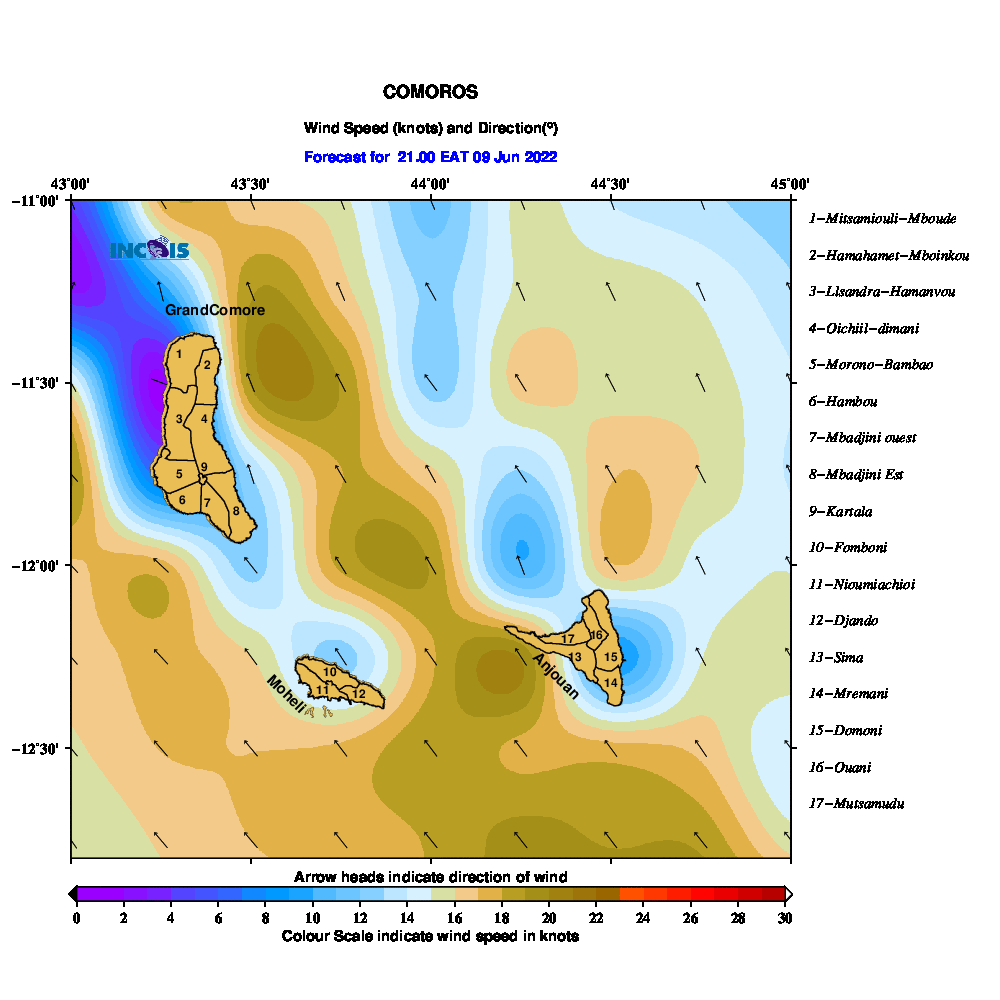 COMOROS
Wind Speed (knots) and Direction(°)
Forecast for 21.00 EAT 09 Jun 2022
43°00' 43°30' 44°00' 44°30' 45°00'
-11°00'
-11°30'
-12°00'
-12°30'
INCOIS
GrandComore
1
2
3
4
5
9
6
7
8
Moheli
10
11
12
Anjouan
17
16
13
15
14
1-Mitsamiouli-Mboude
2-Hamahamet-Mboinkou
3-LIsandra-Hamanvou
4-Oichiil-dimani
5-Morono-Bambao
6-Hambou
7-Mbadjini ouest
8-Mbadjini Est
9-Kartala
10-Fomboni
11-Nioumiachioi
12-Djando
13-Sima
14-Mremani
15-Domoni
16-Ouani
17-Mutsamudu
Arrow heads indicate direction of wind
0 2 4 6 8 10 12 14 16 18 20 22 24 26 28 30
Colour Scale indicate wind speed in knots